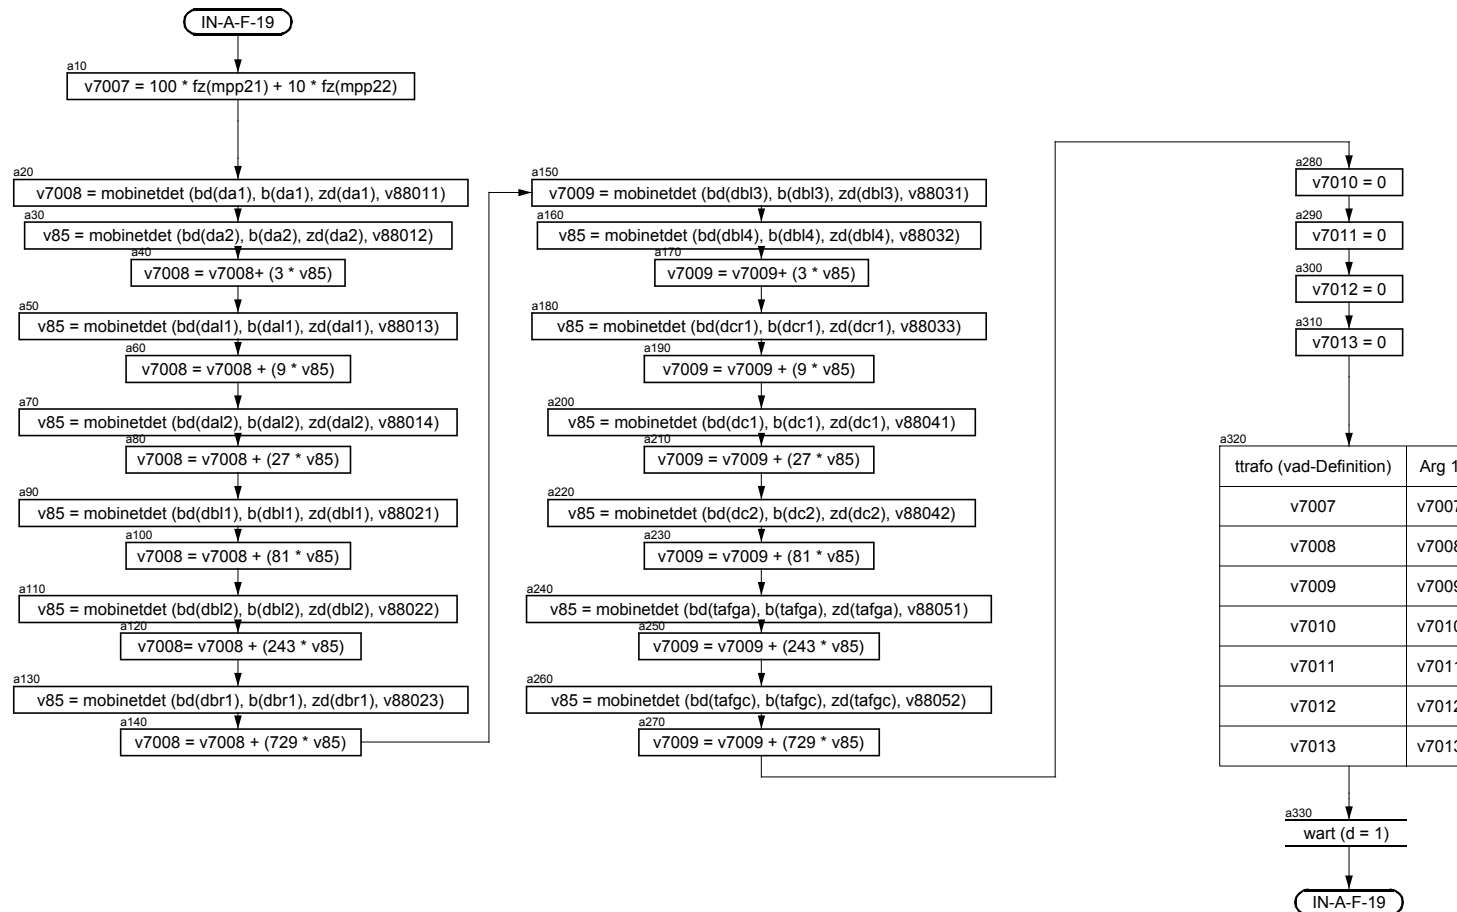 IN-A-F-19
a10
v7007 = 100 * fz(mpp21) + 10 * fz(mpp22)
a20
v7008 = mobinetdet (bd(da1), b(da1), zd(da1), v88011)
a30
v85 = mobinetdet (bd(da2), b(da2), zd(da2), v88012)
a40
v7008 = v7008+ (3 * v85)
a50
v85 = mobinetdet (bd(dal1), b(dal1), zd(dal1), v88013)
a60
v7008 = v7008 + (9 * v85)
a70
v85 = mobinetdet (bd(dal2), b(dal2), zd(dal2), v88014)
a80
v7008 = v7008 + (27 * v85)
a90
v85 = mobinetdet (bd(dbl1), b(dbl1), zd(dbl1), v88021)
a100
v7008 = v7008 + (81 * v85)
a110
v85 = mobinetdet (bd(dbl2), b(dbl2), zd(dbl2), v88022)
a120
v7008= v7008 + (243 * v85)
a130
v85 = mobinetdet (bd(dbr1), b(dbr1), zd(dbr1), v88023)
a140
v7008 = v7008 + (729 * v85)
a150
v7009 = mobinetdet (bd(dbl3), b(dbl3), zd(dbl3), v88031)
a160
v85 = mobinetdet (bd(dbl4), b(dbl4), zd(dbl4), v88032)
a170
v7009 = v7009+ (3 * v85)
a180
v85 = mobinetdet (bd(dcr1), b(dcr1), zd(dcr1), v88033)
a190
v7009 = v7009 + (9 * v85)
a200
v85 = mobinetdet (bd(dc1), b(dc1), zd(dc1), v88041)
a210
v7009 = v7009 + (27 * v85)
a220
v85 = mobinetdet (bd(dc2), b(dc2), zd(dc2), v88042)
a230
v7009 = v7009 + (81 * v85)
a240
v85 = mobinetdet (bd(tafga), b(tafga), zd(tafga), v88051)
a250
v7009 = v7009 + (243 * v85)
a260
v85 = mobinetdet (bd(tafgc), b(tafgc), zd(tafgc), v88052)
a270
v7009 = v7009 + (729 * v85)
a280
v7010 = 0
a290
v7011 = 0
a300
v7012 = 0
a310
v7013 = 0
a320
ttrafo (vad-Definition) Arg 1
v7007 v7007
v7008 v7008
v7009 v7009
v7010 v7010
v7011 v7011
v7012 v7012
v7013 v7013
a330
wart (d = 1)
IN-A-F-19